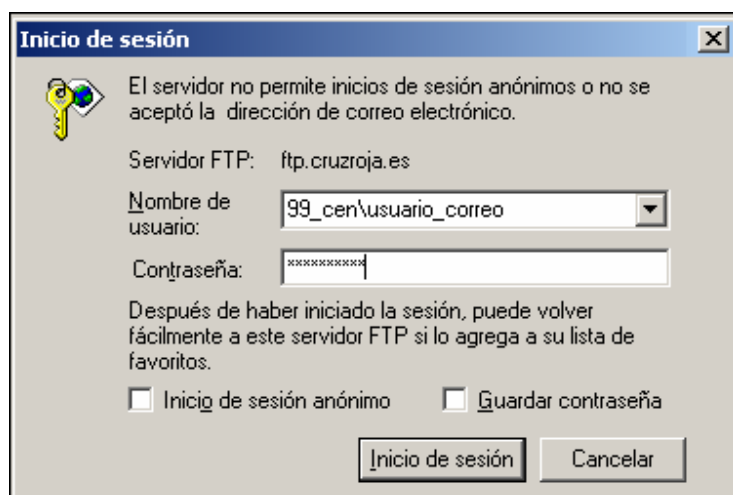 Inicio de sesión
El servidor no permite inicios de sesión anónimos o no se
aceptó la dirección de correo electrónico.
Servidor FTP: ftp.cruzroja.es
Nombre de
usuario:
99_cen\usuario_correo
Contraseña: **********
Después de haber iniciado la sesión, puede volver
fácilmente a este servidor FTP si lo agrega a su lista de
favoritos.
Inicio de sesión anónimo Guardar contraseña
Inicio de sesión Cancelar